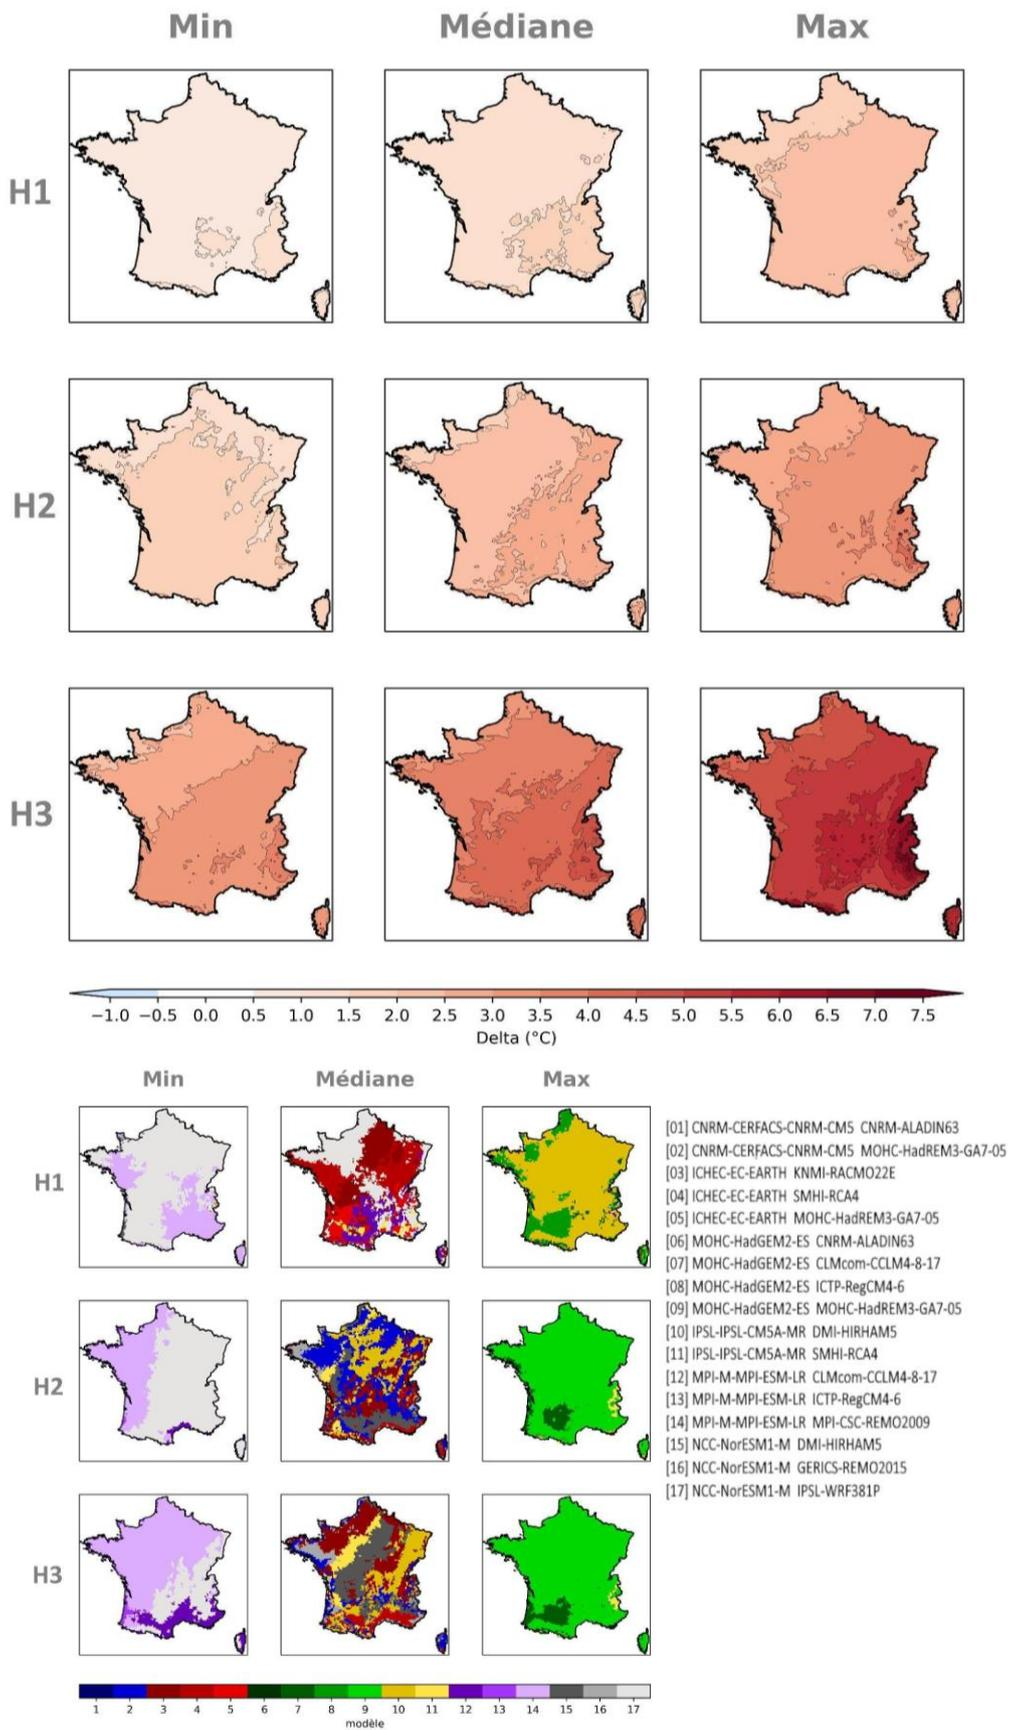 Min Médiane Max
H1
H2
H3
−1.0 −0.5 0.0 0.5 1.0 1.5 2.0 2.5 3.0 3.5 4.0 4.5 5.0 5.5 6.0 6.5 7.0 7.5
Delta (°C)
Min Médiane Max
H1
H2
H3
[01] CNRM-CERFACS-CNRM-CM5 CNRM-ALADIN63
[02] CNRM-CERFACS-CNRM-CM5 MOHC-HadREM3-GA7-05
[03] ICHEC-EC-EARTH KNMI-RACMO22E
[04] ICHEC-EC-EARTH SMHI-RCA4
[05] ICHEC-EC-EARTH MOHC-HadREM3-GA7-05
[06] MOHC-HadGEM2-ES CNRM-ALADIN63
[07] MOHC-HadGEM2-ES CLMcom-CCLM4-8-17
[08] MOHC-HadGEM2-ES ICTP-RegCM4-6
[09] MOHC-HadGEM2-ES MOHC-HadREM3-GA7-05
[10] IPSL-IPSL-CM5A-MR DMI-HIRHAM5
[11] IPSL-IPSL-CM5A-MR SMHI-RCA4
[12] MPI-M-MPI-ESM-LR CLMcom-CCLM4-8-17
[13] MPI-M-MPI-ESM-LR ICTP-RegCM4-6
[14] MPI-M-MPI-ESM-LR MPI-CSC-REMO2009
[15] NCC-NorESM1-M DMI-HIRHAM5
[16] NCC-NorESM1-M GERICS-REMO2015
[17] NCC-NorESM1-M IPSL-WRF381P
1 2 3 4 5 6 7 8 9 10 11 12 13 14 15 16 17
modèle